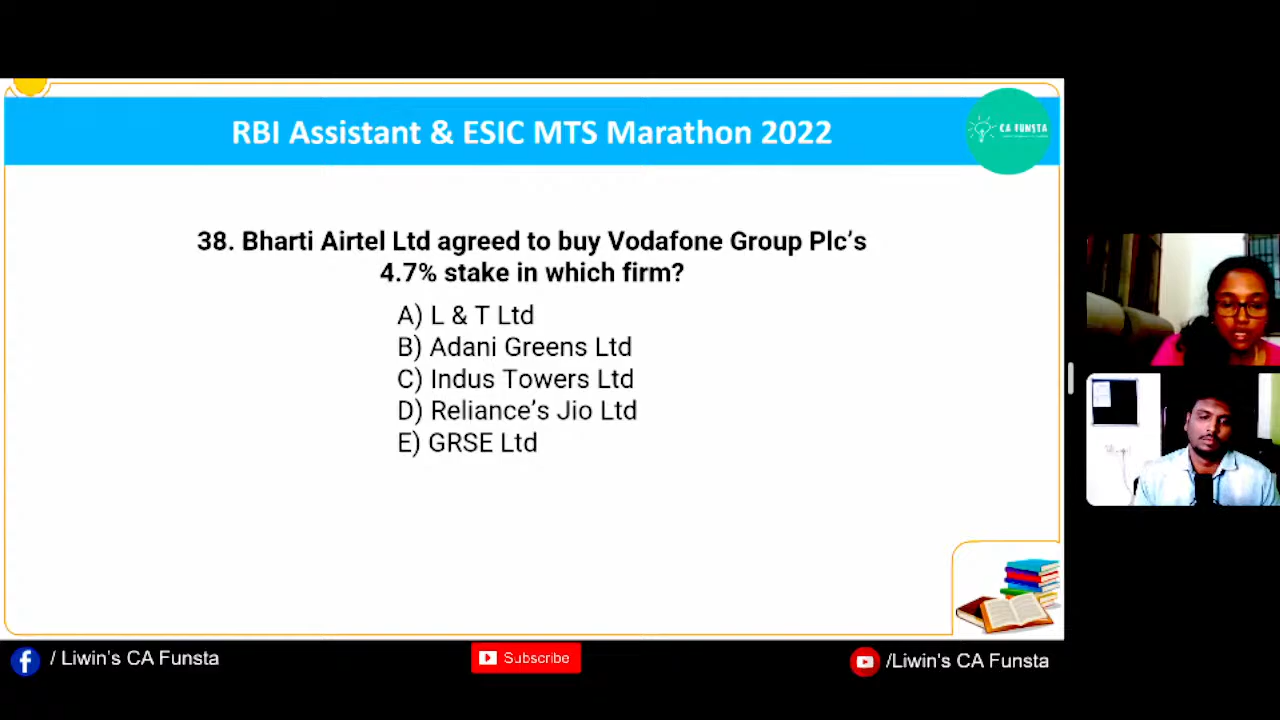 RBI Assistant & ESIC MTS Marathon 2022
CA FUNSTA
38. Bharti Airtel Ltd agreed to buy Vodafone Group Plc’s
4.7% stake in which firm?
A) L & T Ltd
B) Adani Greens Ltd
C) Indus Towers Ltd
D) Reliance’s Jio Ltd
E) GRSE Ltd
/ Liwin's CA Funsta
Subscribe
/Liwin's CA Funsta